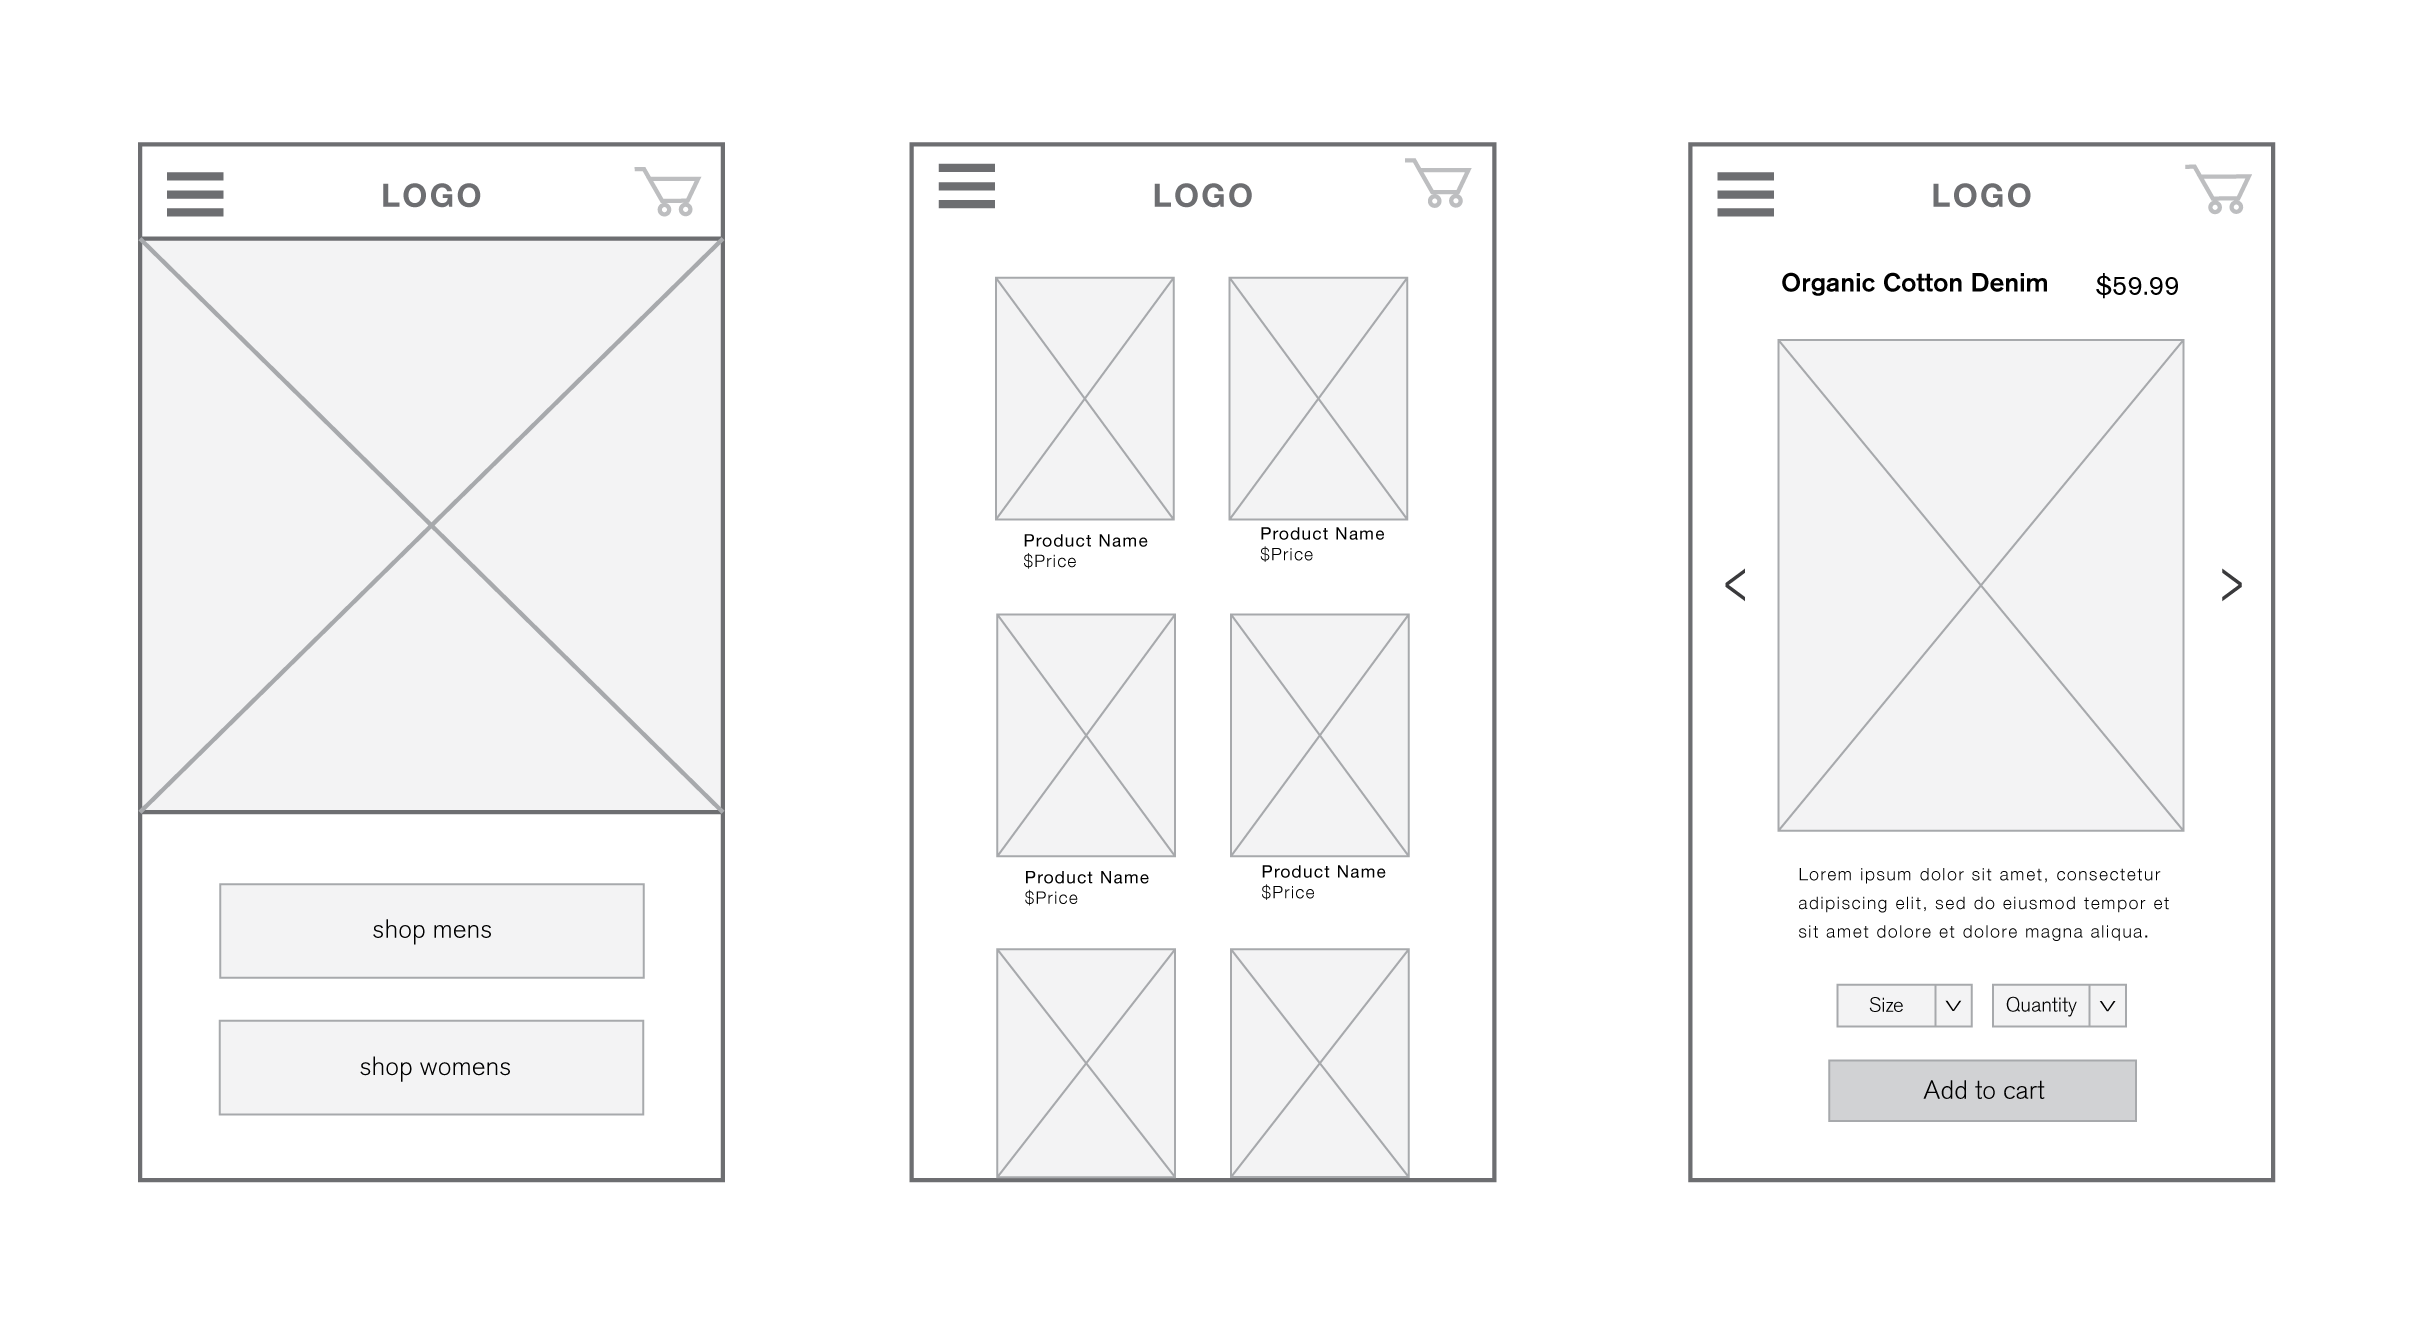 LOGO
shop mens
shop womens
LOGO
Product Name
$Price
Product Name
$Price
Product Name
$Price
Product Name
$Price
LOGO
Organic Cotton Denim $59.99
< >
Lorem ipsum dolor sit amet, consectetur
adipiscing elit, sed do eiusmod tempor et
sit amet dolore et dolore magna aliqua.
Size Quantity
Add to cart